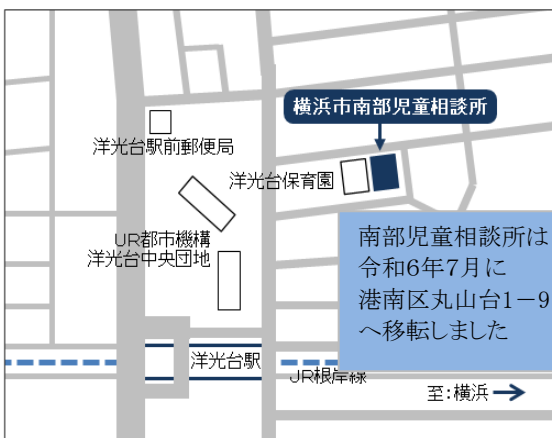 横浜市南部児童相談所
洋光台駅前郵便局
洋光台保育園
UR都市機構
洋光台中央団地
南部児童相談所は
令和6年7月に
港南区丸山台1－9
へ移転しました
洋光台駅
JR根岸線
至：横浜